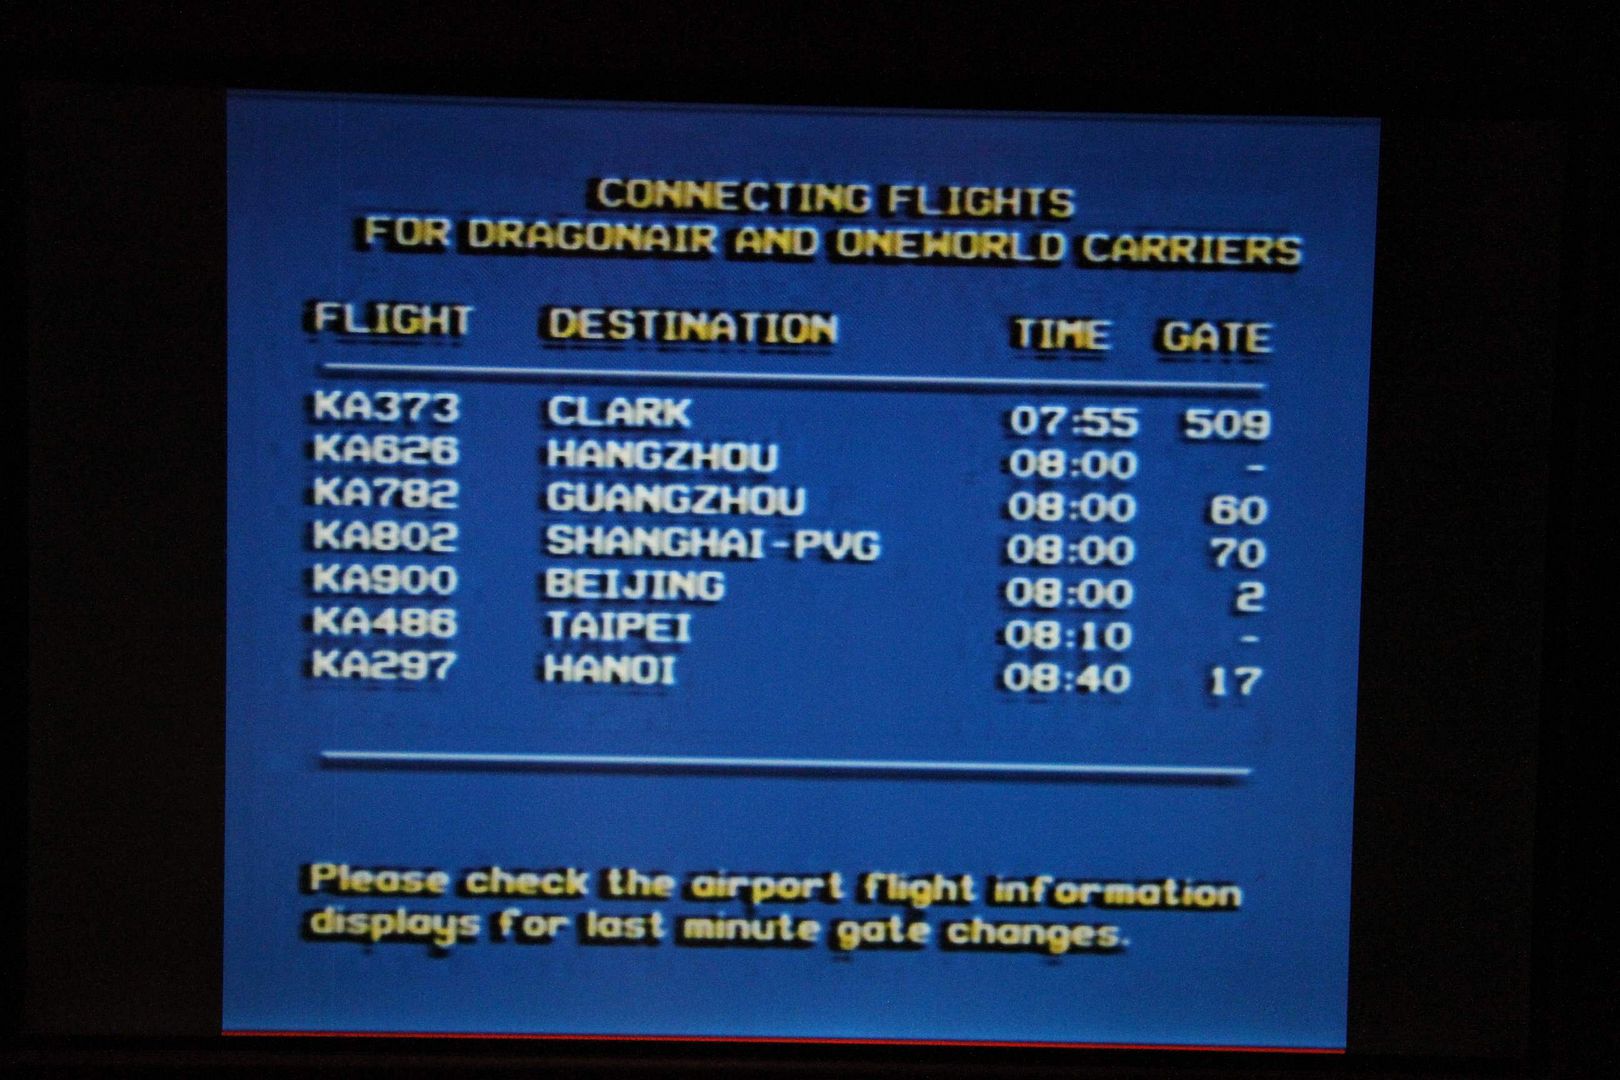 CONNECTING FLIGHTS
FOR DRAGONAIR AND ONEWORLD CARRIERS
FLIGHT DESTINATION TIME GATE
KA373 CLARK 07:55 509
KA626 HANGZHOU 08:00 -
KA782 GUANGZHOU 08:00 60
KA802 SHANGHAI-PVG 08:00 70
KA900 BEIJING 08:00 2
KA486 TAIPEI 08:10 -
KA297 HANOI 08:40 17
Please check the airport flight information
displays for last minute gate changes.